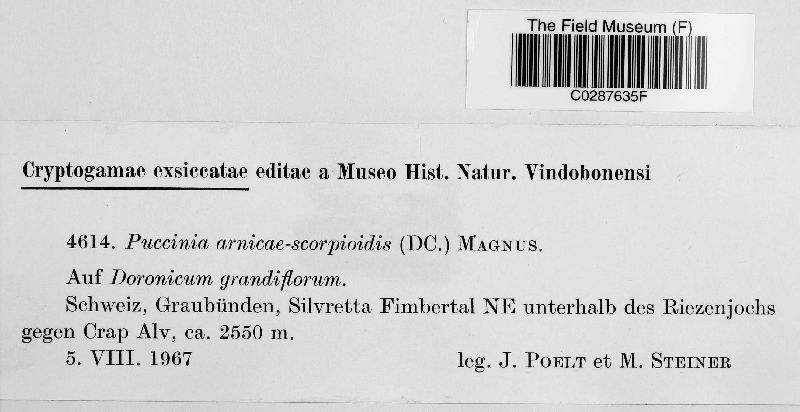 The Field Museum (F)
C0287635F
Cryptogamae exsiccatae editae a Museo Hist. Natur. Vindobonensi
4614. Puccinia arnicae-scorpioidis (DC.) MAGNUS.
Auf Doronicum grandiflorum.
Schweiz, Graubünden, Silvretta Fimbertal NE unterhalb des Riezenjochs
gegen Crap Alv, ca. 2550 m.
5. VIII. 1967 leg. J. POELT et M. STEINER